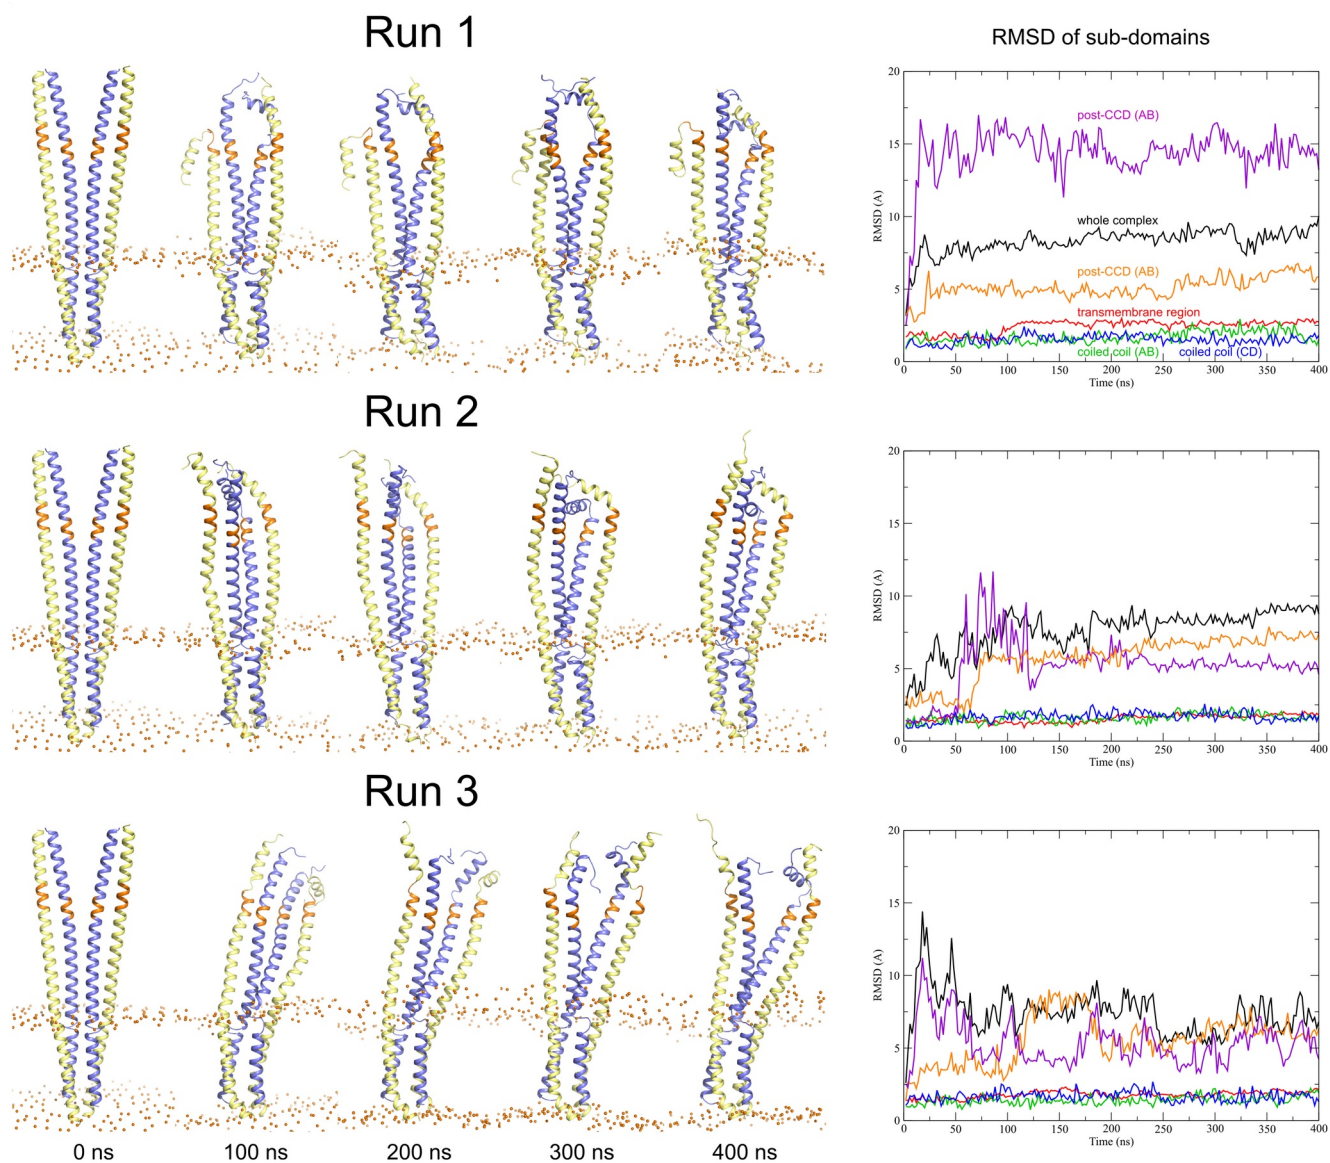 Run 1
RMSD of sub-domains
20
15
10
5
0
RMSD (A)
post-CCD (AB)
whole complex
post-CCD (AB)
transmembrane region
coiled coil (AB) coiled coil (CD)
0 50 100 150 200 250 300 350 400
Time (ns)
Run 2
20
15
10
5
0
RMSD (A)
0 50 100 150 200 250 300 350 400
Time (ns)
Run 3
20
15
10
5
0
RMSD (A)
0 50 100 150 200 250 300 350 400
Time (ns)
0 ns 100 ns 200 ns 300 ns 400 ns